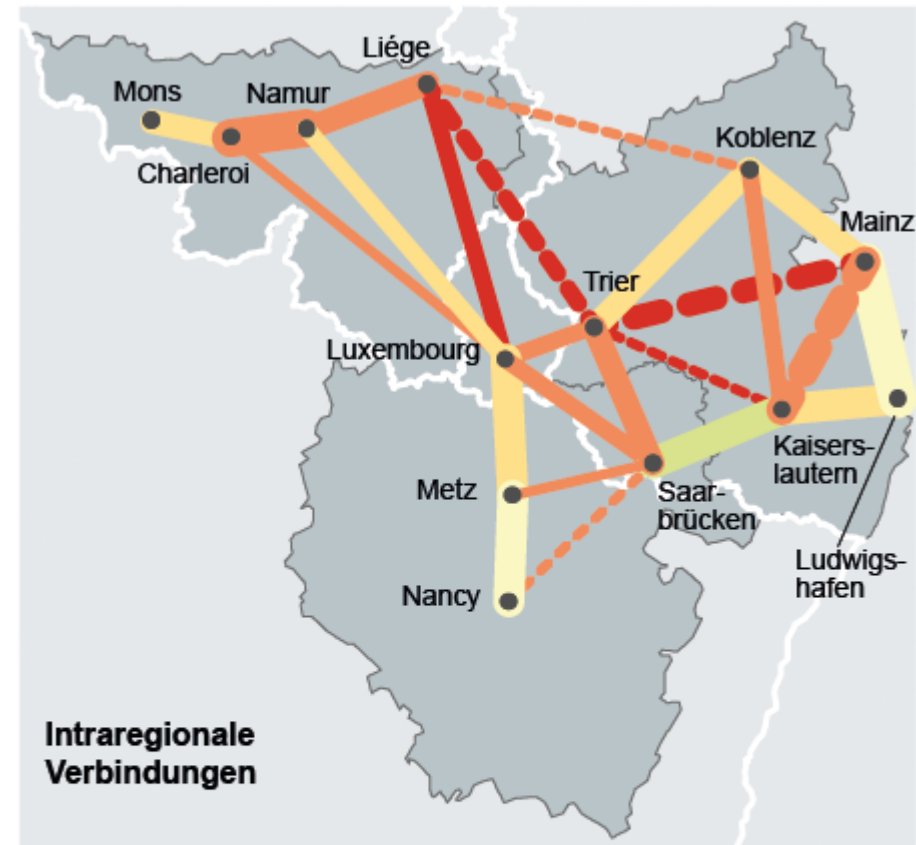 Liége
Mons
Namur
Charleroi
Koblenz
Mainz
Trier
Luxembourg
Kaisers-
lautern
Metz
Saar-
brücken
Ludwigs-
hafen
Nancy
Intraregionale
Verbindungen